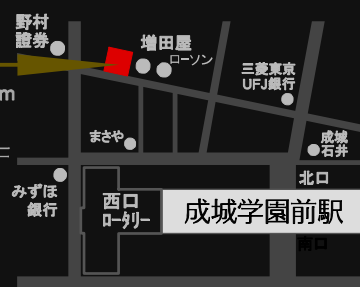 野村
證券
増田屋
ローソン
三菱東京
UFJ銀行
m
まさや
成城
石井
みずほ
銀行
西口
ロータリー
北口
成城学園前駅
南口